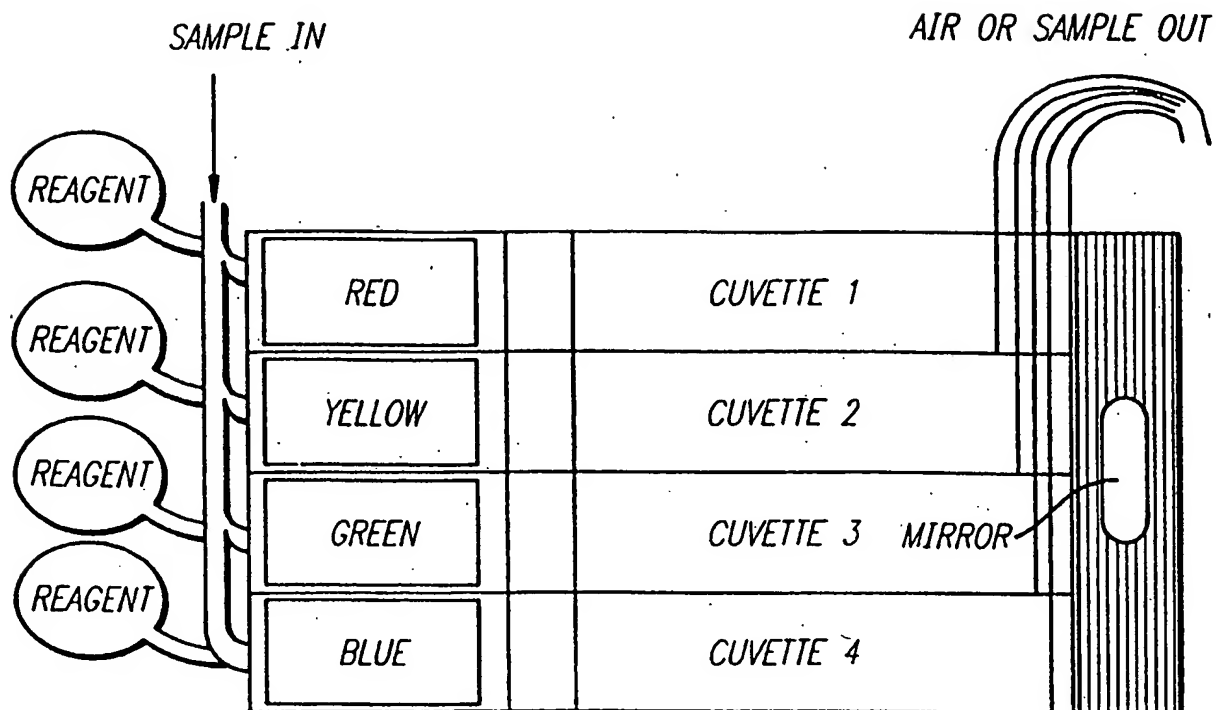 SAMPLE IN
AIR OR SAMPLE OUT
REAGENT
RED
CUVETTE 1
REAGENT
YELLOW
CUVETTE 2
REAGENT
GREEN
CUVETTE 3
MIRROR
REAGENT
BLUE
CUVETTE 4